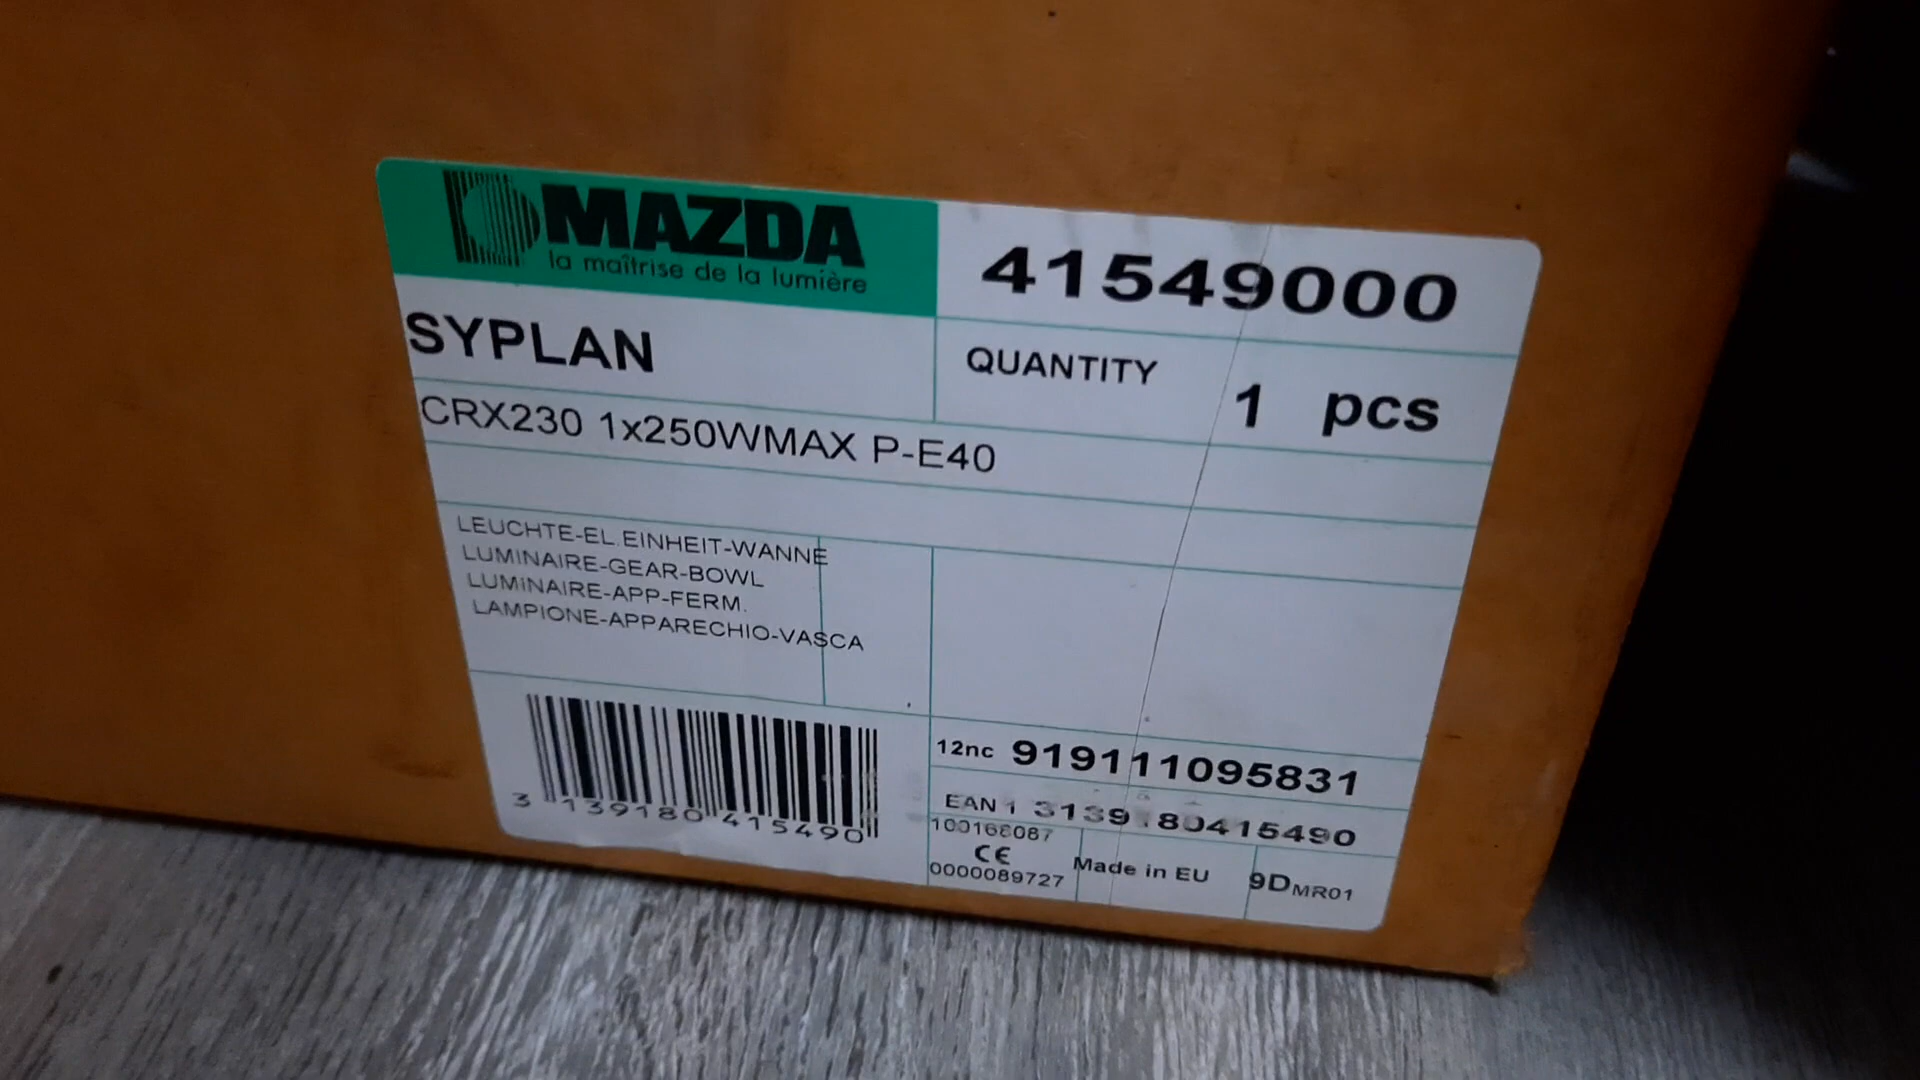 MAZDA
la maîtrise de la lumière
41549000
SYPLAN
QUANTITY 1 pcs
CRX230 1x250WMAX P-E40
LEUCHTE-EL.EINHEIT-WANNE
LUMINAIRE-GEAR-BOWL
LUMINAIRE-APP-FERM.
LAMPIONE-APPARECHIO-VASCA
3 139180 415490
12nc 919111095831
EAN 1 3139180415490
100168087
CE
0000089727
Made in EU
9DMR01